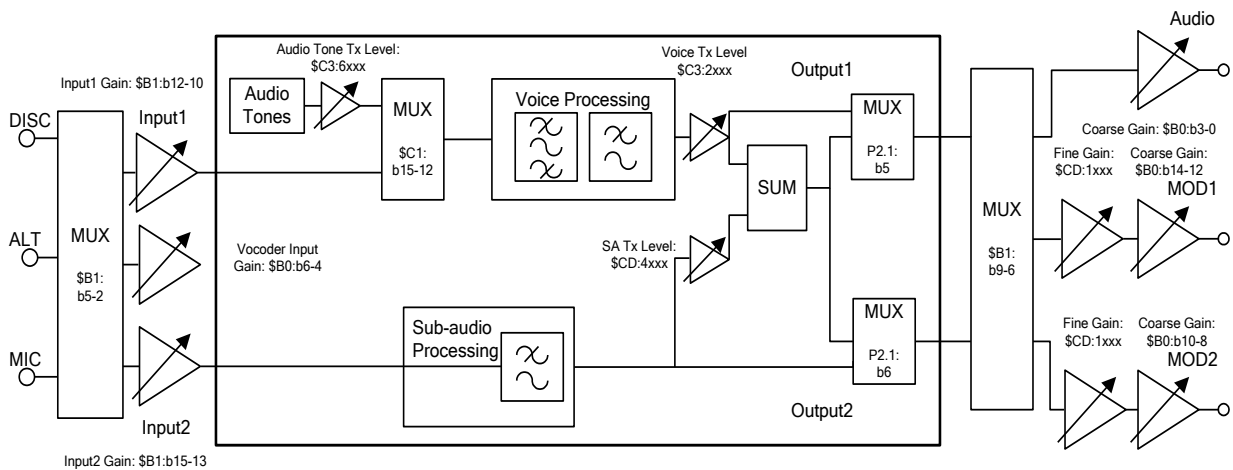 Audio
Audio Tone Tx Level:
$C3:6xxx
Voice Tx Level
$C3:2xxx
Output1
Input1 Gain: $B1:b12-10
Audio
Tones
MUX
$C1:
b15-12
Voice Processing
MUX
P2.1:
b5
DISC
Input1
Coarse Gain: $B0:b3-0
Fine Gain:
$CD:1xxx
Coarse Gain:
$B0:b14-12
MOD1
SUM
MUX
$B1:
b9-6
ALT
MUX
$B1:
b5-2
Vocoder Input
Gain: $B0:b6-4
SA Tx Level:
$CD:4xxx
MUX
P2.1:
b6
Sub-audio
Processing
Fine Gain:
$CD:1xxx
Coarse Gain:
$B0:b10-8
MOD2
MIC
Input2
Output2
Input2 Gain: $B1:b15-13